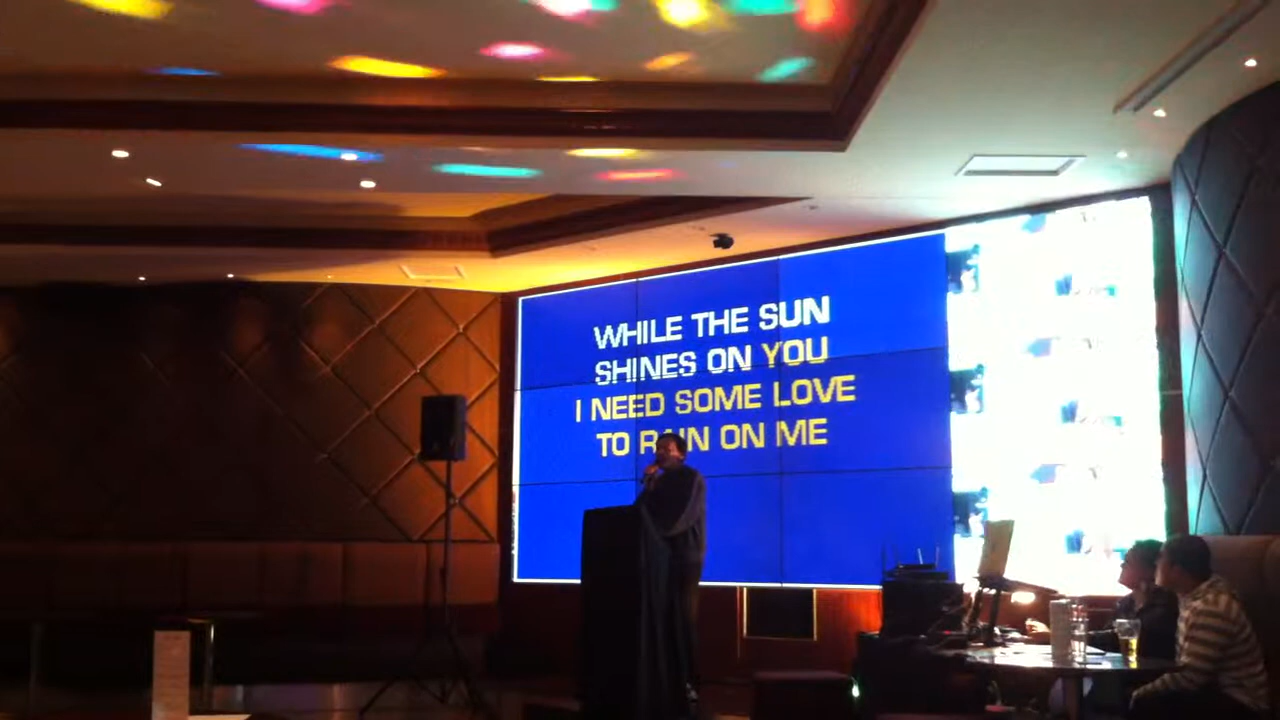 WHILE THE SUN
SHINES ON YOU
I NEED SOME LOVE
TO RAIN ON ME